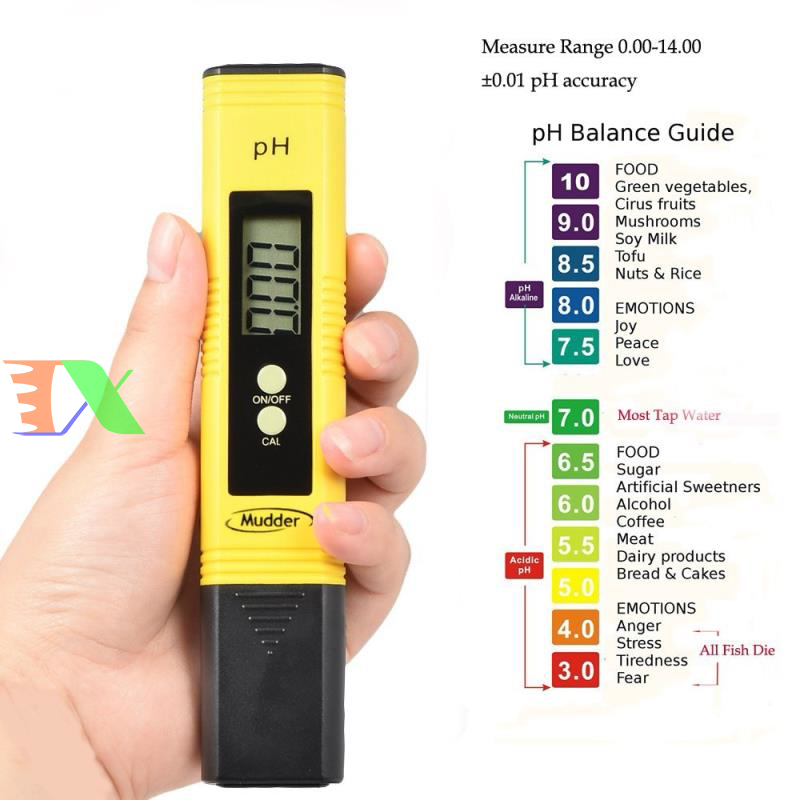 Measure Range 0.00-14.00
±0.01 pH accuracy
pH Balance Guide
pH
ON/OFF
CAL
Mudder
pH
Alkaline
10
9.0
8.5
8.0
7.5
FOOD
Green vegetables,
Cirus fruits
Mushrooms
Soy Milk
Tofu
Nuts & Rice
EMOTIONS
Joy
Peace
Love
Neutral pH
7.0
Most Tap Water
Acidic
pH
6.5
6.0
5.5
5.0
4.0
3.0
FOOD
Sugar
Artificial Sweetners
Alcohol
Coffee
Meat
Dairy products
Bread & Cakes
EMOTIONS
Anger
Stress
Tiredness
Fear
All Fish Die